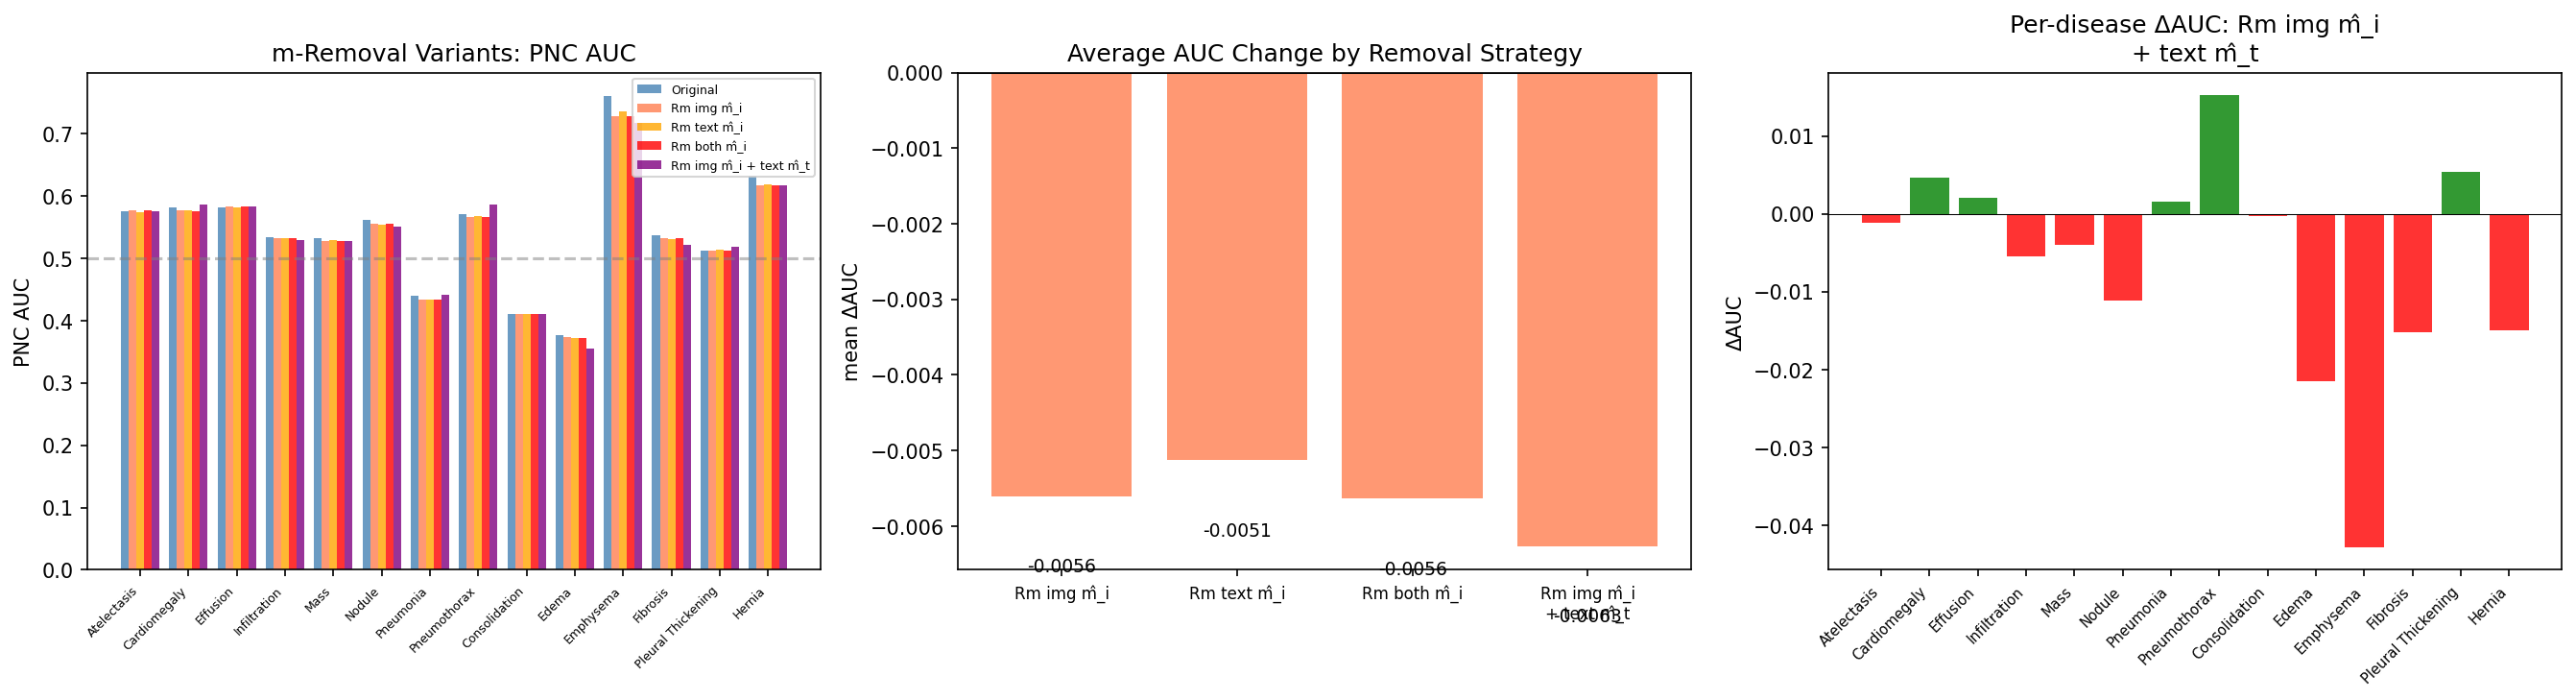 m-Removal Variants: PNC AUC
PNC AUC
0.7
0.6
0.5
0.4
0.3
0.2
0.1
0.0
Original
Rm img m̂_i
Rm text m̂_i
Rm both m̂_i
Rm img m̂_i + text m̂_t
Atelectasis
Cardiomegaly
Effusion
Infiltration
Mass
Nodule
Pneumonia
Pneumothorax
Consolidation
Edema
Emphysema
Fibrosis
Pleural Thickening
Hernia
Average AUC Change by Removal Strategy
mean ΔAUC
0.000
−0.001
−0.002
−0.003
−0.004
−0.005
−0.006
-0.0056
-0.0051
-0.0056
-0.0063
Rm img m̂_i
Rm text m̂_i
Rm both m̂_i
Rm img m̂_i
+ text m̂_t
Per-disease ΔAUC: Rm img m̂_i
+ text m̂_t
ΔAUC
0.01
0.00
−0.01
−0.02
−0.03
−0.04
Atelectasis
Cardiomegaly
Effusion
Infiltration
Mass
Nodule
Pneumonia
Pneumothorax
Consolidation
Edema
Emphysema
Fibrosis
Pleural Thickening
Hernia